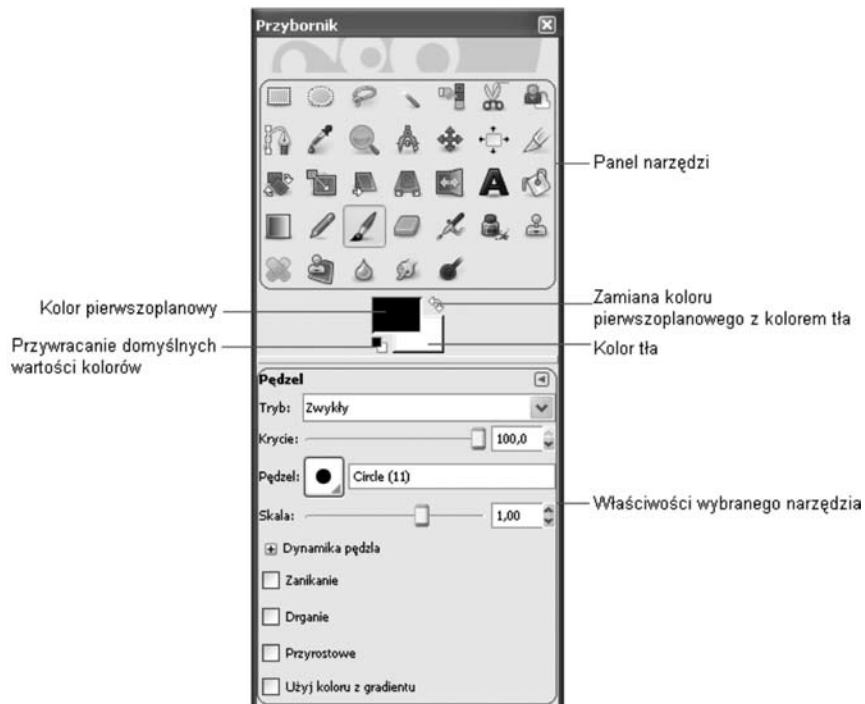 Przybornik
Panel narzędzi
Kolor pierwszoplanowy
Zamiana koloru
pierwszoplanowego z kolorem tła
Przywracanie domyślnych
wartości kolorów
Kolor tła
Pędzel
Tryb: Zwykły
Krycie: 100,0
Pędzel: Circle (11)
Właściwości wybranego narzędzia
Skala: 1,00
Dynamika pędzla
Zanikanie
Drganie
Przyrostowe
Użyj koloru z gradientu